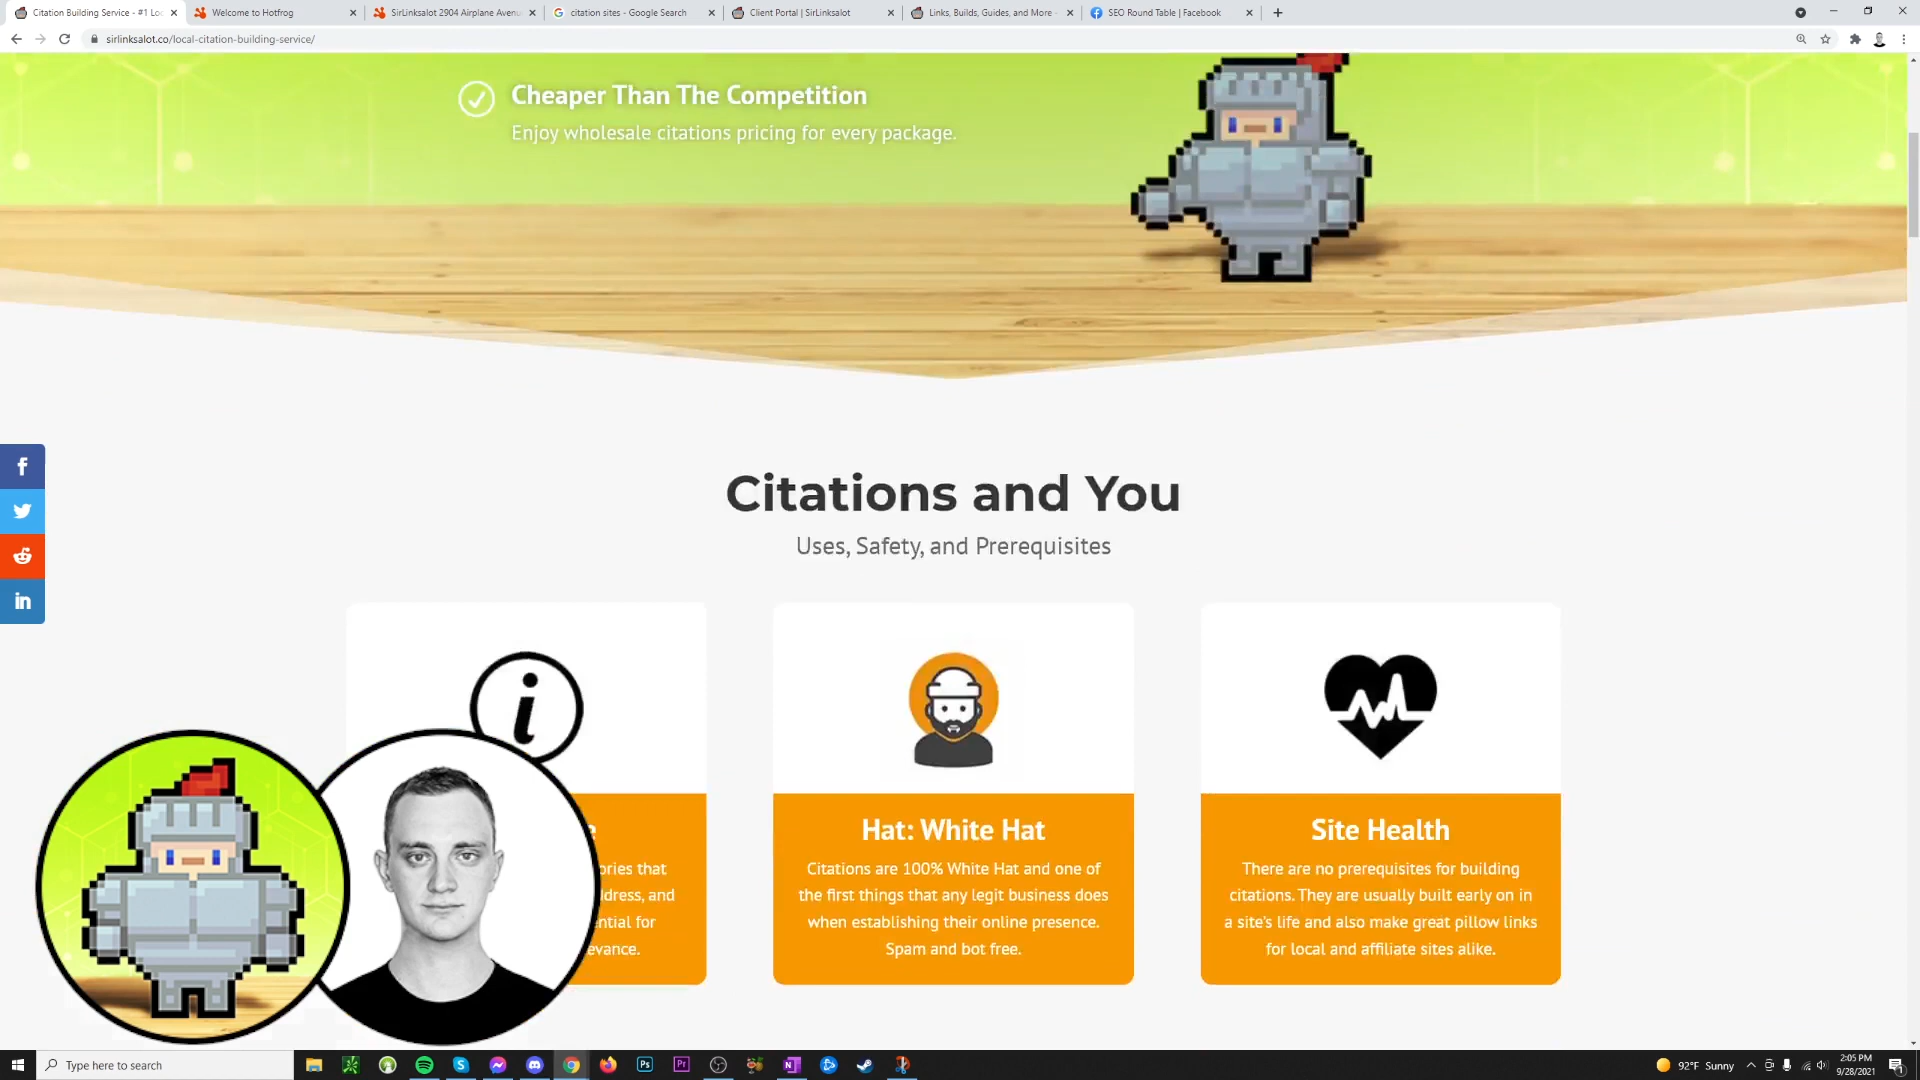 Citation Building Service - #1 Loc
Welcome to Hotfrog
SirLinksalot 2904 Airplane Avenu
citation sites - Google Search
Client Portal | SirLinksalot
Links, Builds, Guides, and More -
SEO Round Table | Facebook
sirlinksalot.co/local-citation-building-service/
Cheaper Than The Competition
Enjoy wholesale citations pricing for every package.
Citations and You
Uses, Safety, and Prerequisites
e
ories that
dress, and
ential for
evance.
Hat: White Hat
Citations are 100% White Hat and one of
the first things that any legit business does
when establishing their online presence.
Spam and bot free.
Site Health
There are no prerequisites for building
citations. They are usually built early on in
a site's life and also make great pillow links
for local and affiliate sites alike.
Type here to search
92°F Sunny
2:05 PM
9/28/2021